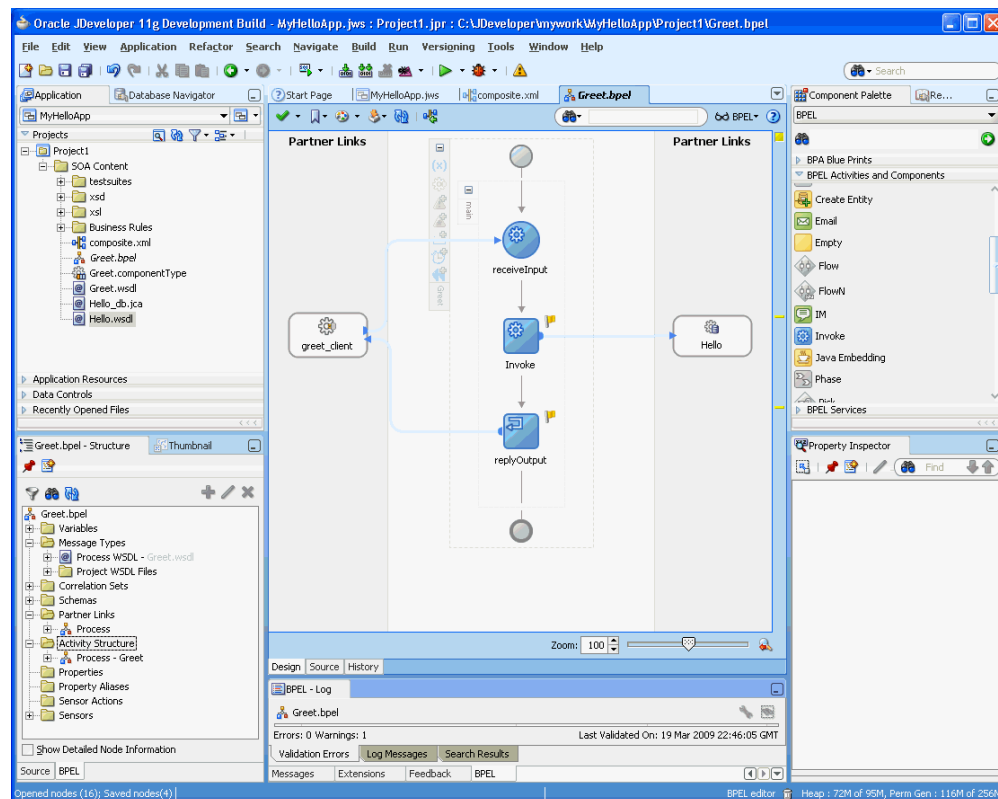 Oracle JDeveloper 11g Development Build - MyHelloApp.jws : Project1.jpr : C:\JDeveloper\mywork\MyHelloApp\Project1\Greet.bpel
File Edit View Application Refactor Search Navigate Build Run Versioning Tools Window Help
Search
Application
Database Navigator
MyHelloApp
Projects
Project1
SOA Content
testsuites
xsd
xsl
Business Rules
composite.xml
Greet.bpel
Greet.componentType
Greet.wsdl
Hello_db.jca
Hello.wsdl
Application Resources
Data Controls
Recently Opened Files
Greet.bpel - Structure
Thumbnail
Greet.bpel
Variables
Message Types
Process WSDL - Greet.wsdl
Project WSDL Files
Correlation Sets
Schemas
Partner Links
Process
Activity Structure
Process - Greet
Properties
Property Aliases
Sensor Actions
Sensors
Show Detailed Node Information
Source BPEL
Start Page MyHelloApp.jws composite.xml Greet.bpel
BPEL
Partner Links
Partner Links
(x)
main
Greet
receiveInput
greet_client
Invoke
Hello
replyOutput
Zoom: 100
Design Source History
BPEL - Log
Greet.bpel
Errors: 0 Warnings: 1
Last Validated On: 19 Mar 2009 22:46:05 GMT
Validation Errors Log Messages Search Results
Messages Extensions Feedback BPEL
Component Palette
Re...
BPEL
BPA Blue Prints
BPEL Activities and Components
Create Entity
Email
Empty
Flow
FlowN
IM
Invoke
Java Embedding
Phase
BPEL Services
Property Inspector
Find
Opened nodes (16); Saved nodes(4)
BPEL editor
Heap : 72M of 95M, Perm Gen : 116M of 256M